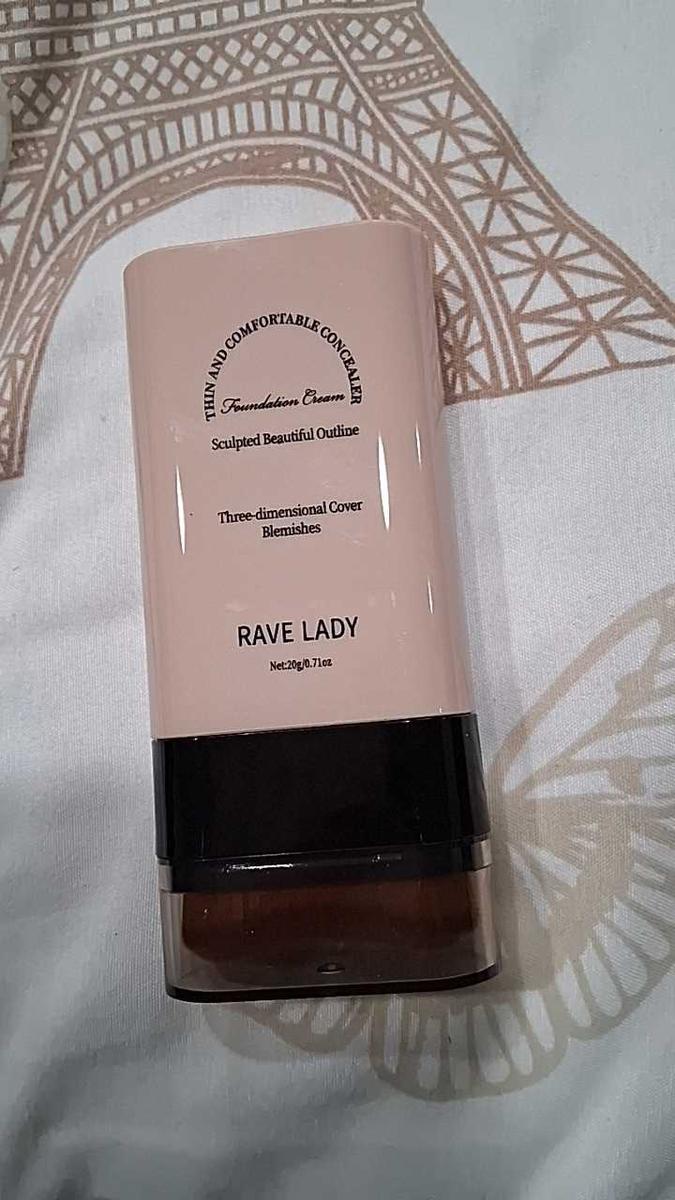 THIN AND COMFORTABLE CONCEALER
Foundation Cream
Sculpted Beautiful Outline
Three-dimensional Cover
Blemishes
RAVE LADY
Net:20g/0.71oz